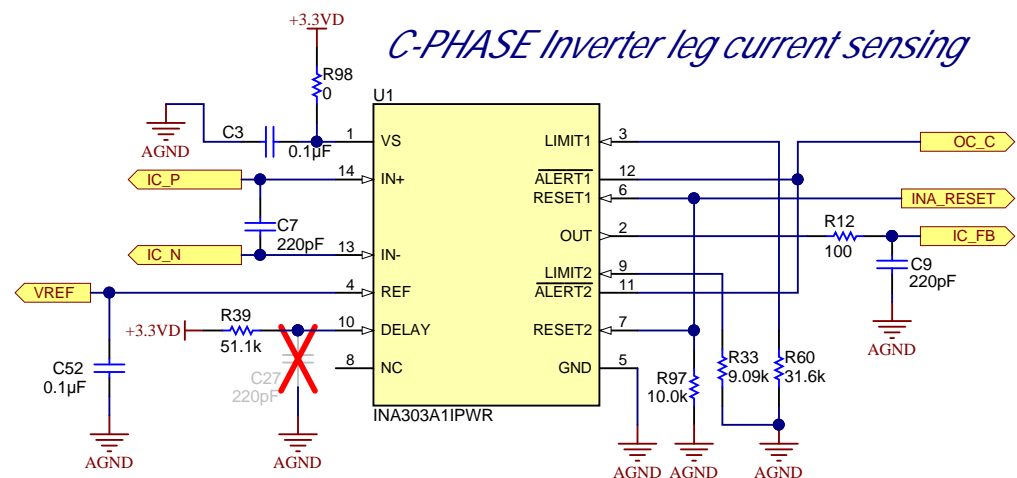 +3.3VD
C-PHASE Inverter leg current sensing
R98
0
U1
C3
0.1µF
AGND
1
VS
LIMIT1
3
OC_C
IC_P
14
IN+
ALERT1
12
RESET1
6
INA_RESET
C7
220pF
OUT
2
R12
100
IC_FB
IC_N
13
IN-
LIMIT2
9
C9
220pF
VREF
4
REF
ALERT2
11
+3.3VD
R39
51.1k
10
DELAY
RESET2
7
AGND
C52
0.1µF
C27
220pF
8
NC
GND
5
R97
10.0k
R33
9.09k
R60
31.6k
INA303A1IPWR
AGND
AGND
AGND
AGND
AGND